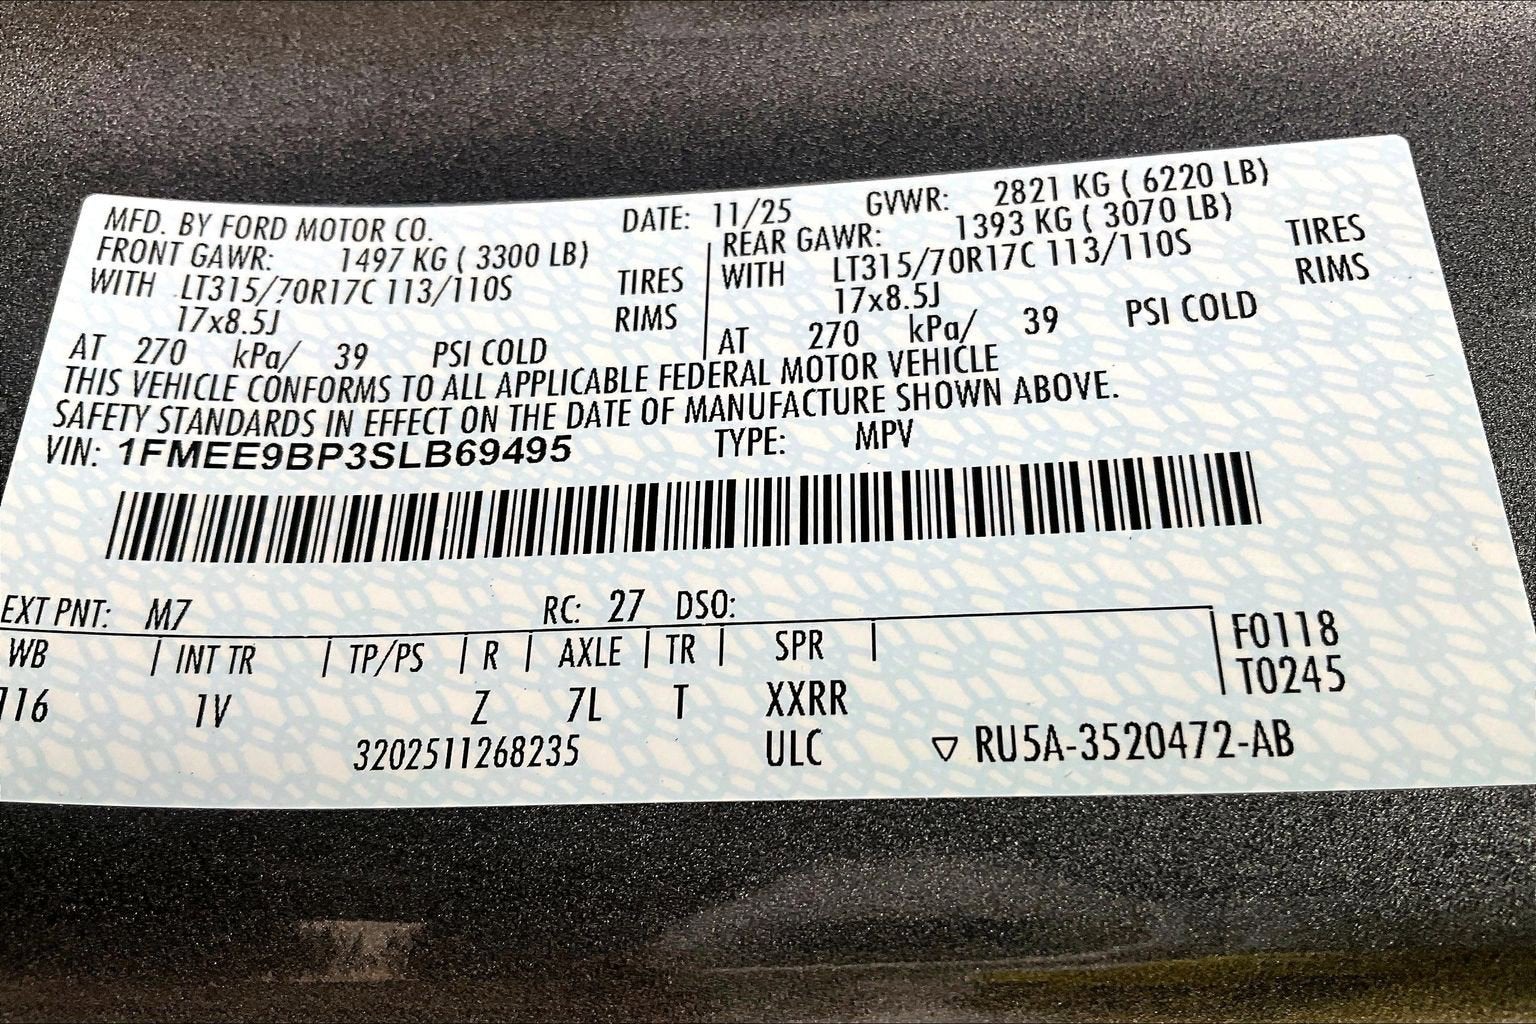 MFD. BY FORD MOTOR CO. DATE: 11/25 GVWR: 2821 KG ( 6220 LB)
FRONT GAWR: 1497 KG ( 3300 LB) REAR GAWR: 1393 KG ( 3070 LB)
WITH LT315/70R17C 113/110S TIRES WITH LT315/70R17C 113/110S TIRES
17x8.5J RIMS 17x8.5J RIMS
AT 270 kPa/ 39 PSI COLD AT 270 kPa/ 39 PSI COLD
THIS VEHICLE CONFORMS TO ALL APPLICABLE FEDERAL MOTOR VEHICLE
SAFETY STANDARDS IN EFFECT ON THE DATE OF MANUFACTURE SHOWN ABOVE.
VIN: 1FMEE9BP3SLB69495 TYPE: MPV
EXT PNT: M7 RC: 27 DSO:
WB | INT TR | TP/PS | R | AXLE | TR | SPR | F0118
116 1V Z 7L T XXRR T0245
3202511268235 ULC ▽ RU5A-3520472-AB